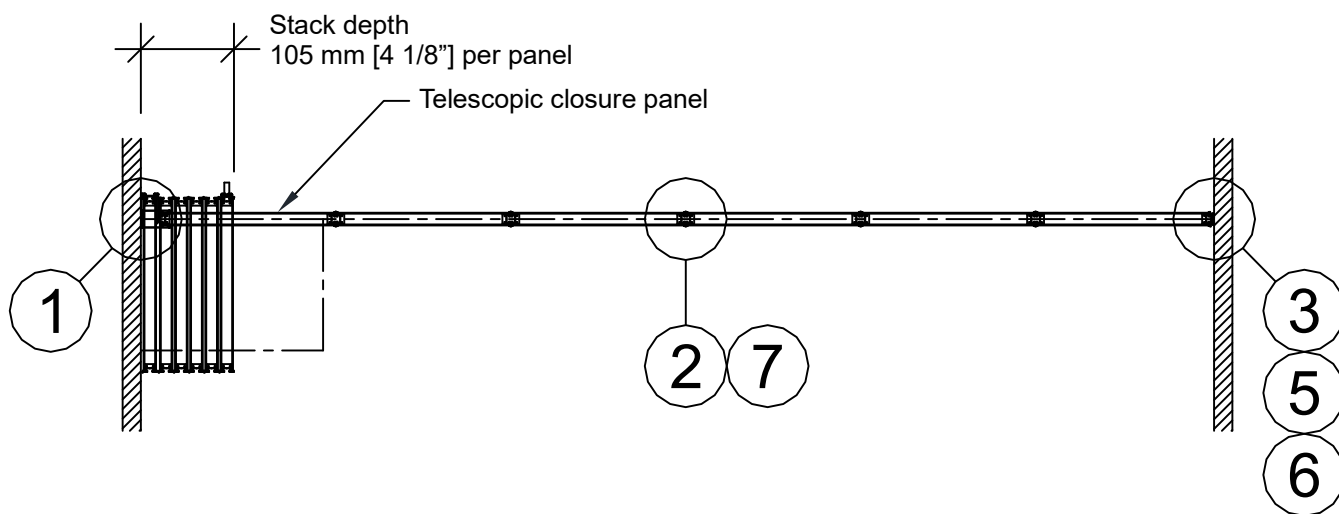 Stack depth
105 mm [4 1/8”] per panel
Telescopic closure panel
1
2 7
3
5
6